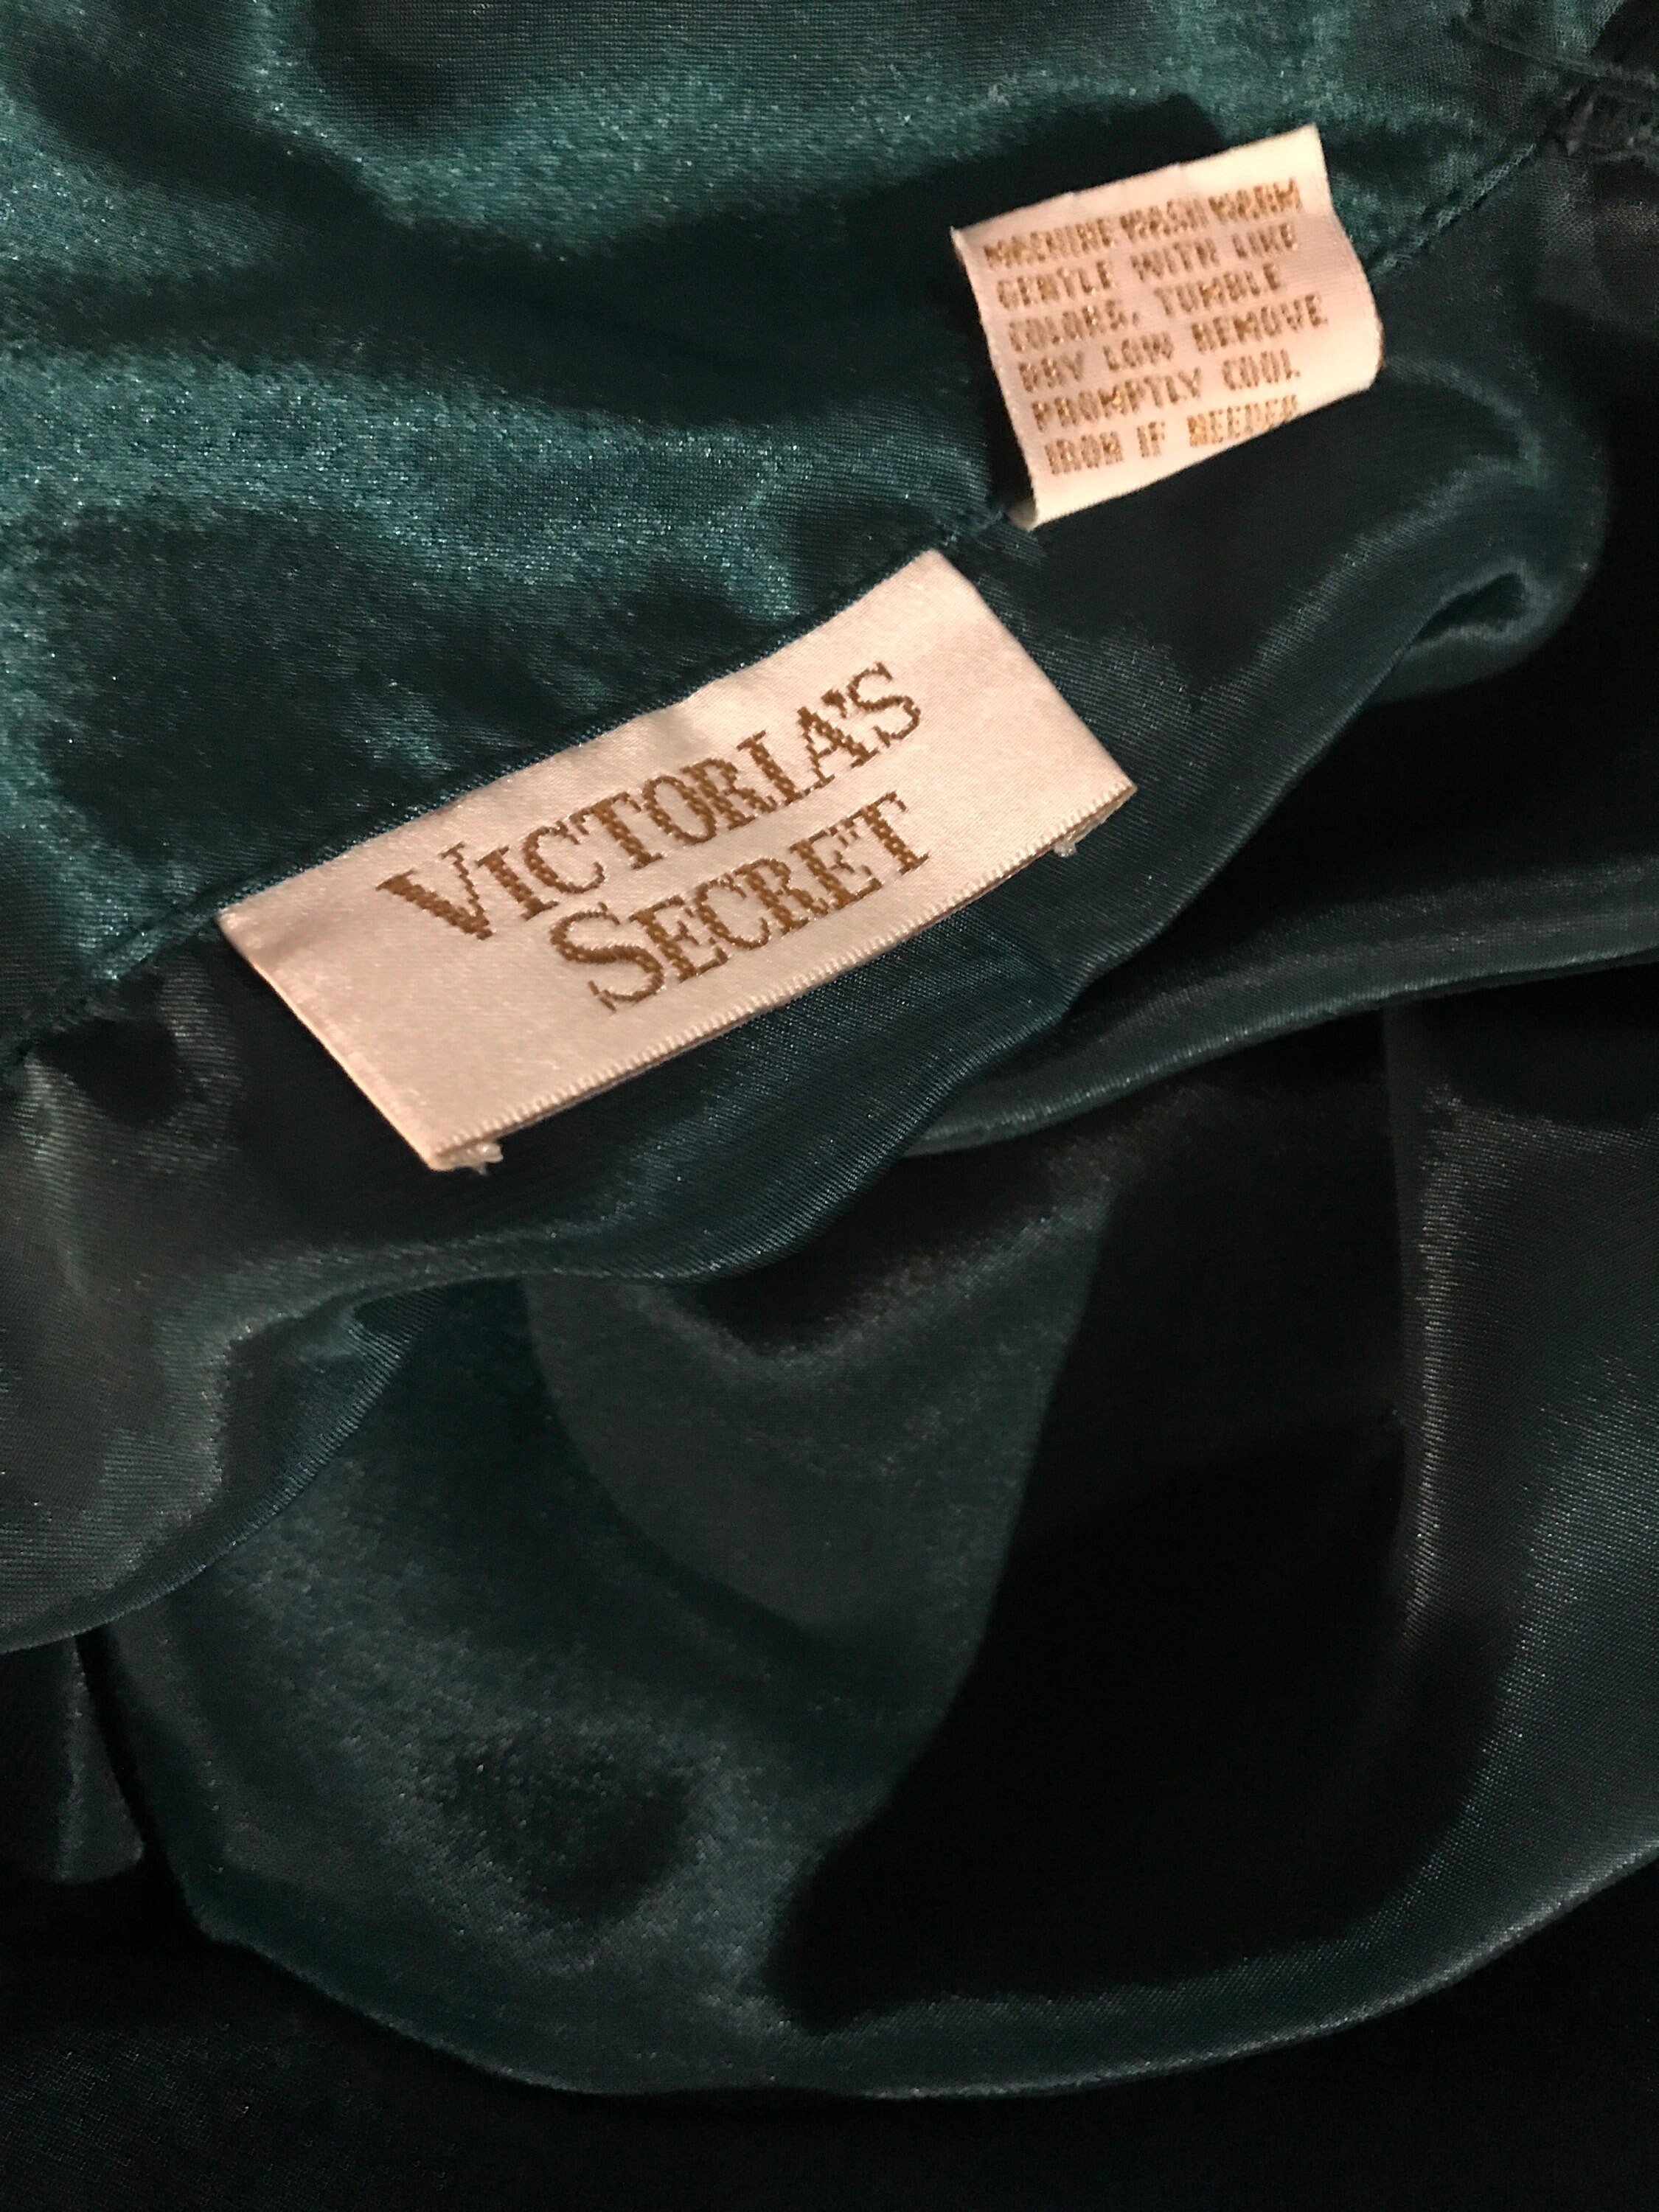 MACHINE WASH WARM
GENTLE WITH LIKE
COLORS, TUMBLE
DRY LOW REMOVE
PROMPTLY COOL
IRON IF NEEDED
VICTORIA'S
SECRET